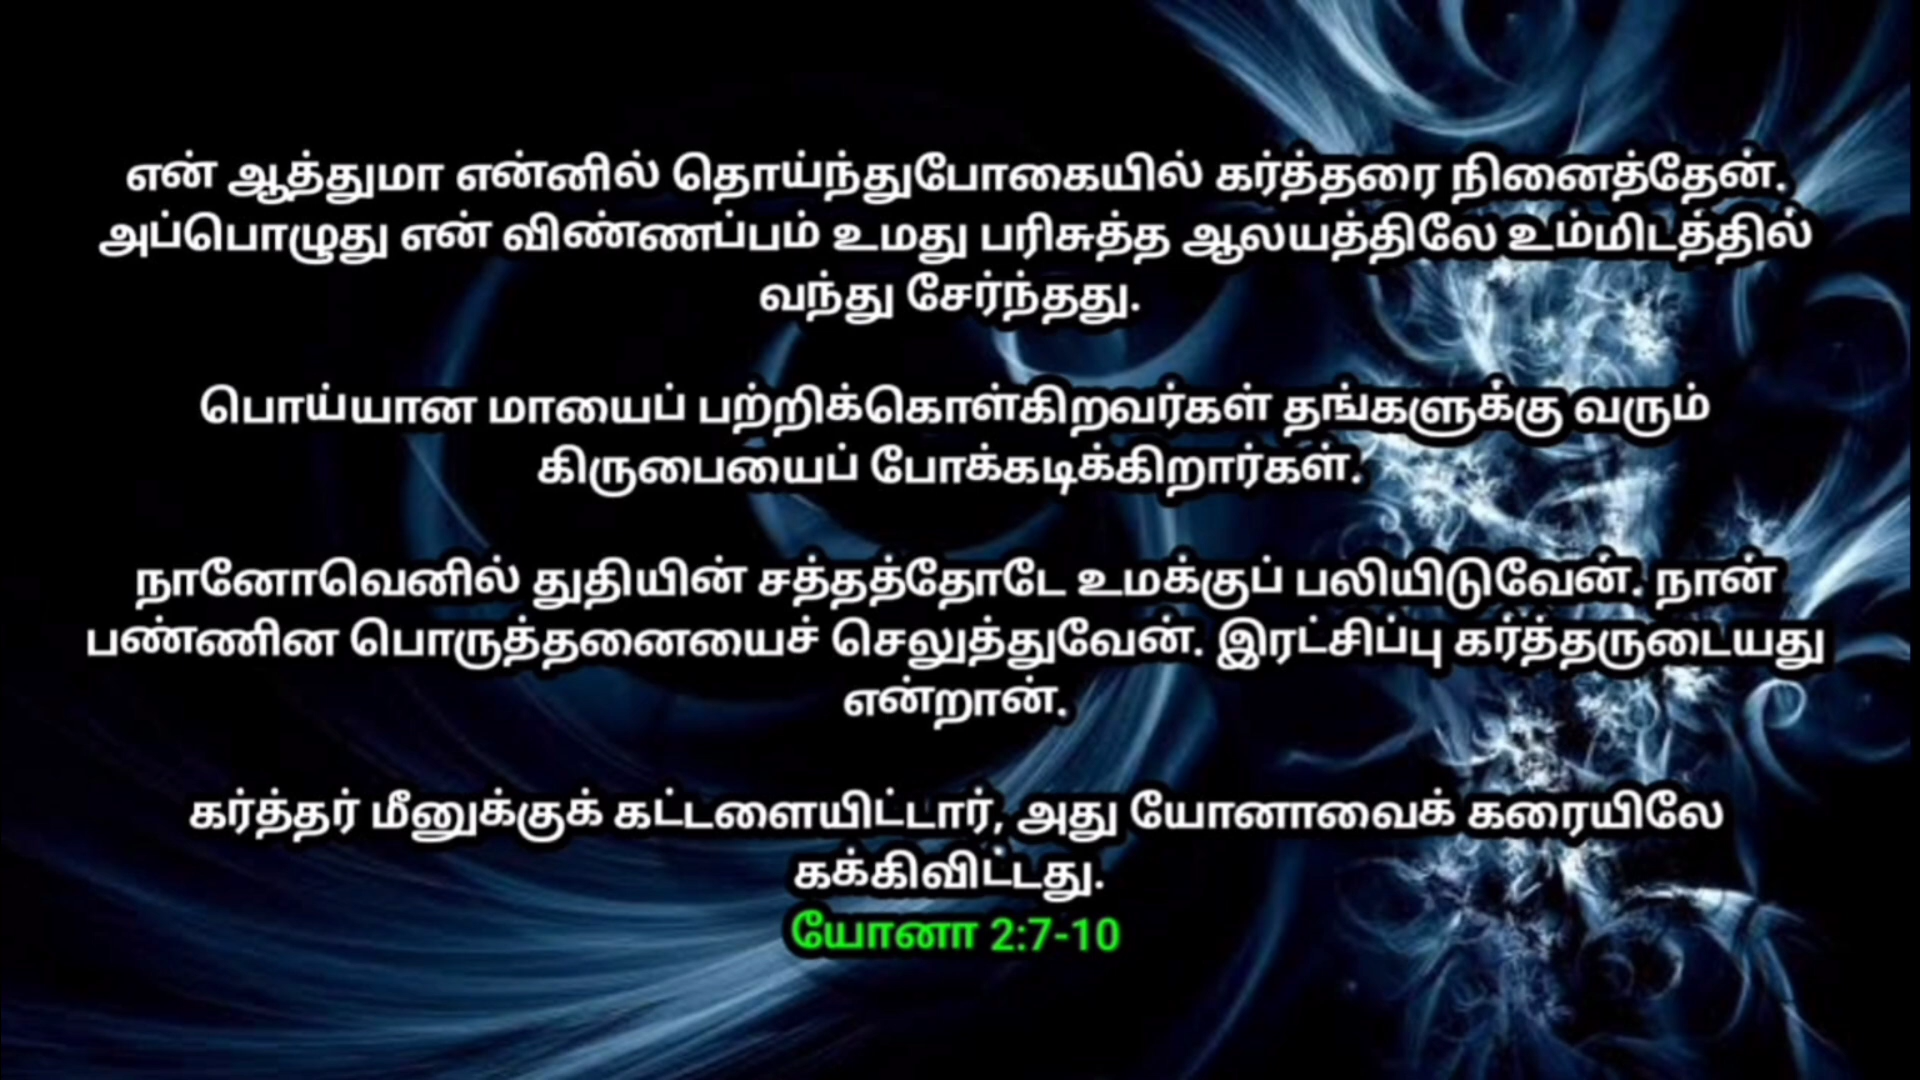 என் ஆத்துமா என்னில் தொய்ந்துபோகையில் கர்த்தரை நினைத்தேன்.
அப்பொழுது என் விண்ணப்பம் உமது பரிசுத்த ஆலயத்திலே உம்மிடத்தில்
வந்து சேர்ந்தது.
பொய்யான மாயைப் பற்றிக்கொள்கிறவர்கள் தங்களுக்கு வரும்
கிருபையைப் போக்கடிக்கிறார்கள்.
நானோவெனில் துதியின் சத்தத்தோடே உமக்குப் பலியிடுவேன். நான்
பண்ணின பொருத்தனையைச் செலுத்துவேன். இரட்சிப்பு கர்த்தருடையது
என்றான்.
கர்த்தர் மீனுக்குக் கட்டளையிட்டார், அது யோனாவைக் கரையிலே
கக்கிவிட்டது.
யோனா 2:7-10